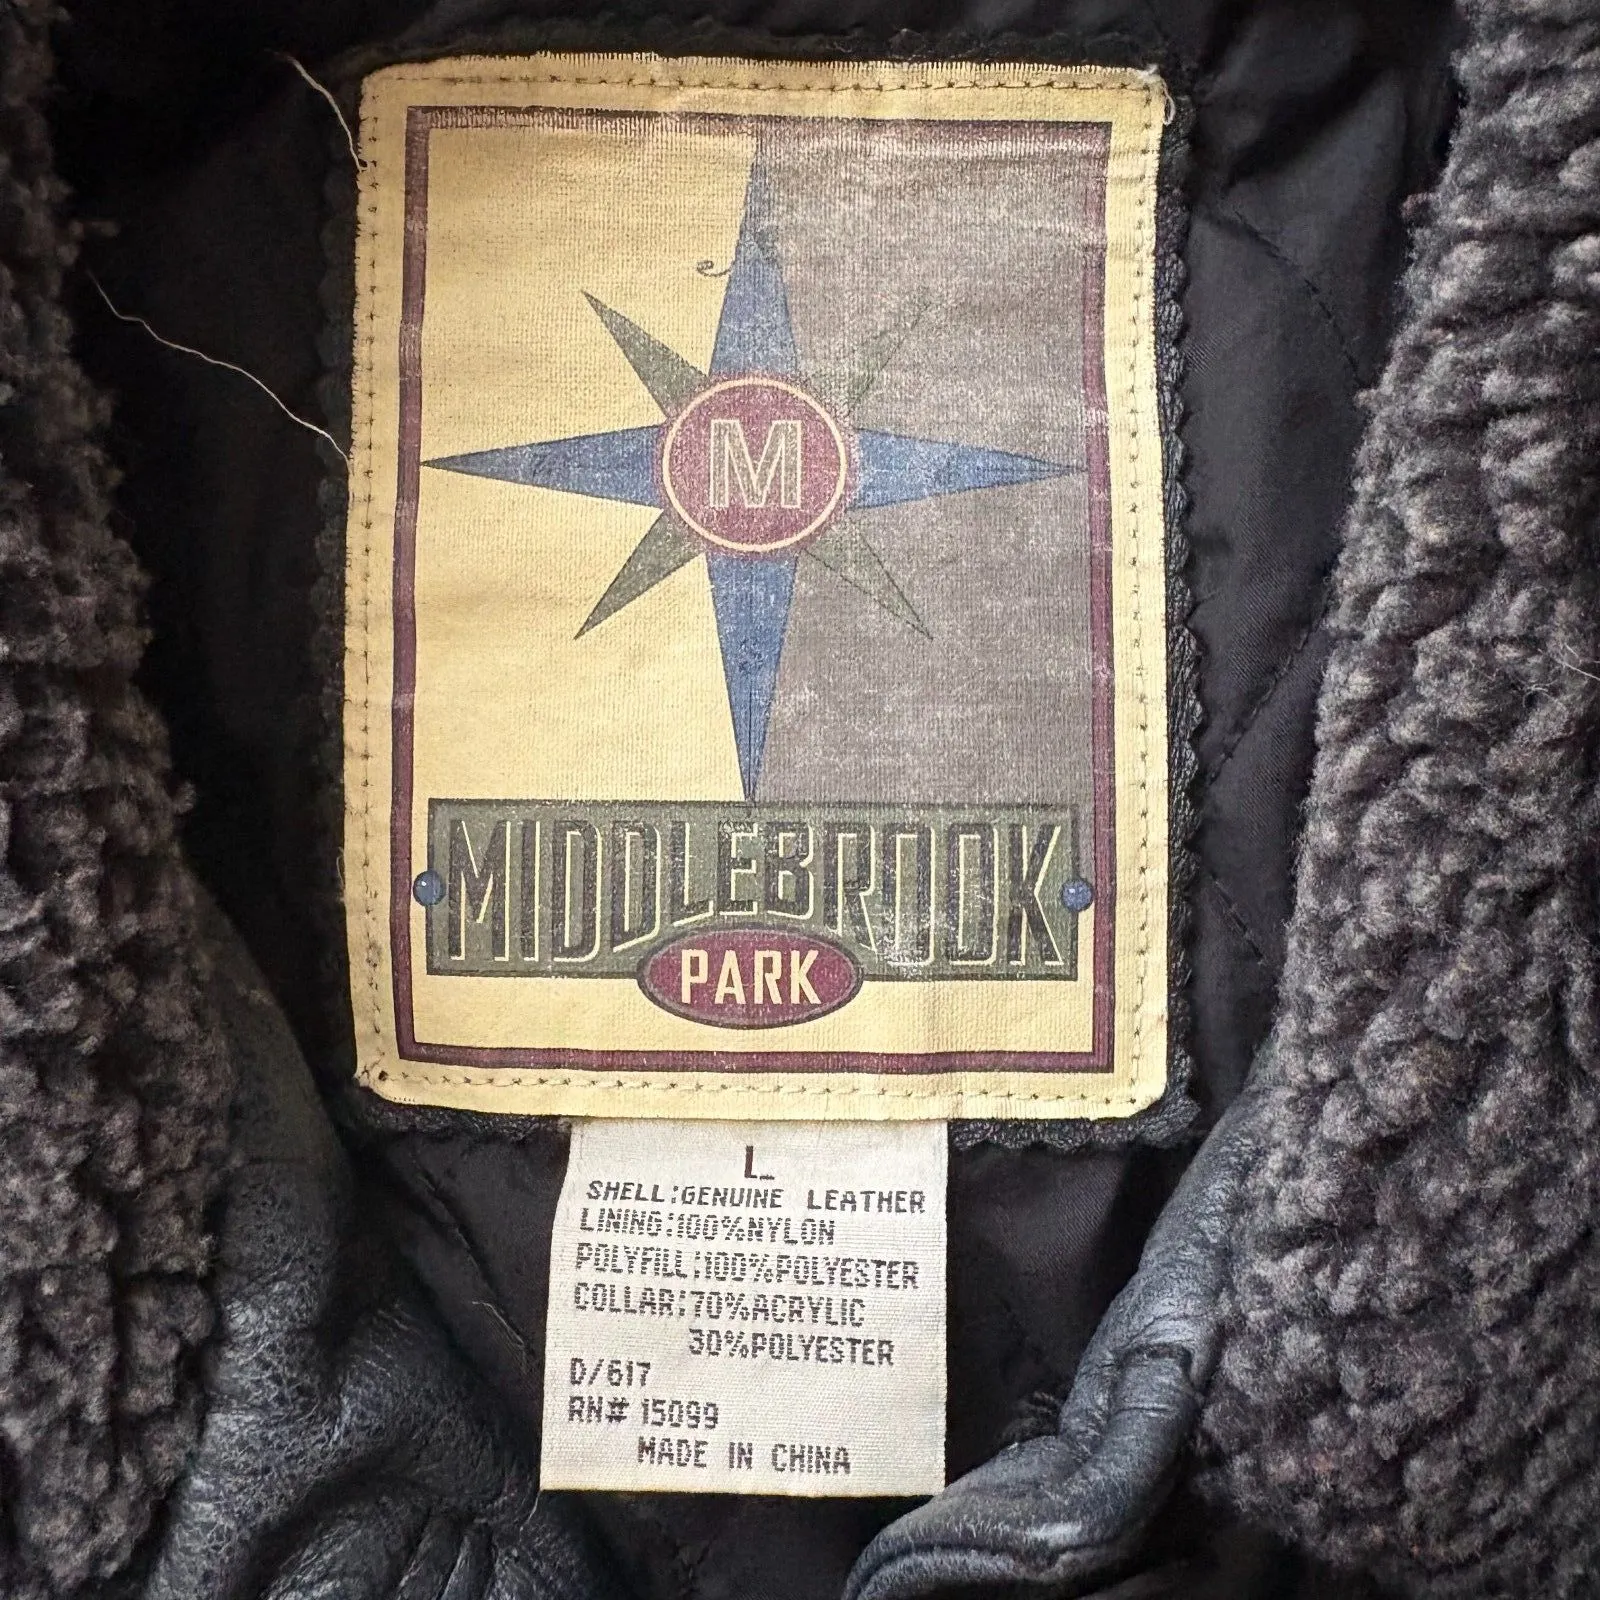 M
MIDDLEBROOK
PARK
L
SHELL:GENUINE LEATHER
LINING:100%NYLON
POLYFILL:100%POLYESTER
COLLAR:70%ACRYLIC
30%POLYESTER
D/617
RN# 15099
MADE IN CHINA